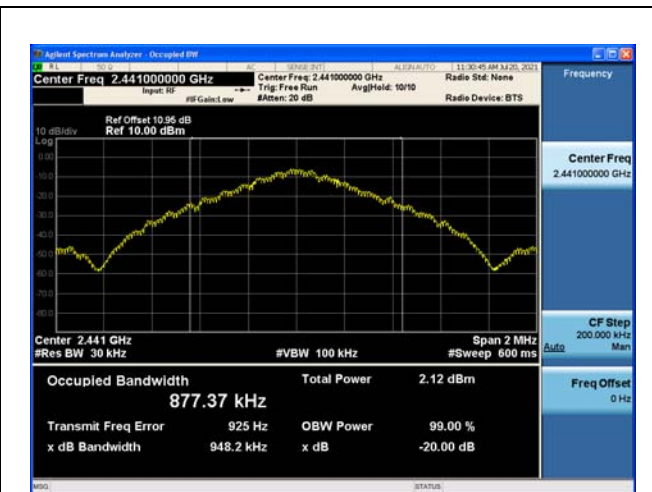 Agilent Spectrum Analyzer - Occupied BW
RL 50 Ω AC SENSE:INT ALIGNAUTO 11:30:45 AM Jul 20, 2021
Center Freq 2.441000000 GHz Center Freq: 2.441000000 GHz Radio Std: None Frequency
Input: RF Trig: Free Run Avg|Hold: 10/10
#IFGain:Low #Atten: 20 dB Radio Device: BTS
Ref Offset 10.95 dB
10 dB/div Ref 10.00 dBm
Log
0.00
-10.0
-20.0
-30.0
-40.0
-50.0
-60.0
-70.0
-80.0
Center Freq
2.441000000 GHz
Center 2.441 GHz Span 2 MHz
#Res BW 30 kHz #VBW 100 kHz #Sweep 600 ms
CF Step
200.000 kHz
Auto Man
Occupied Bandwidth Total Power 2.12 dBm
877.37 kHz
Freq Offset
0 Hz
Transmit Freq Error 925 Hz OBW Power 99.00 %
x dB Bandwidth 948.2 kHz x dB -20.00 dB
MSG STATUS